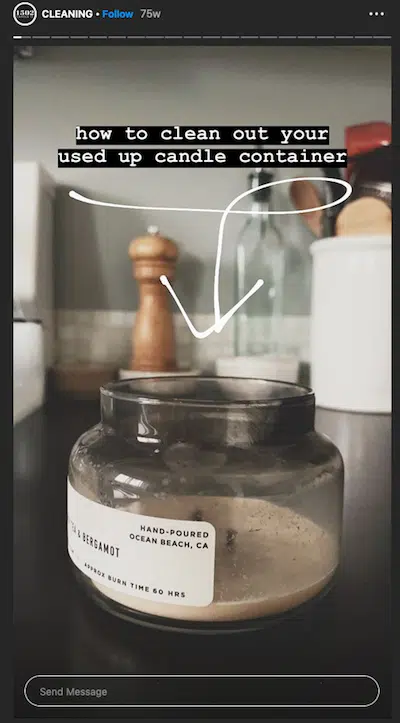 1502
CLEANING • Follow 75w
how to clean out your
used up candle container
& BERGAMOT
HAND-POURED
OCEAN BEACH, CA
APPROX BURN TIME 60 HRS
Send Message